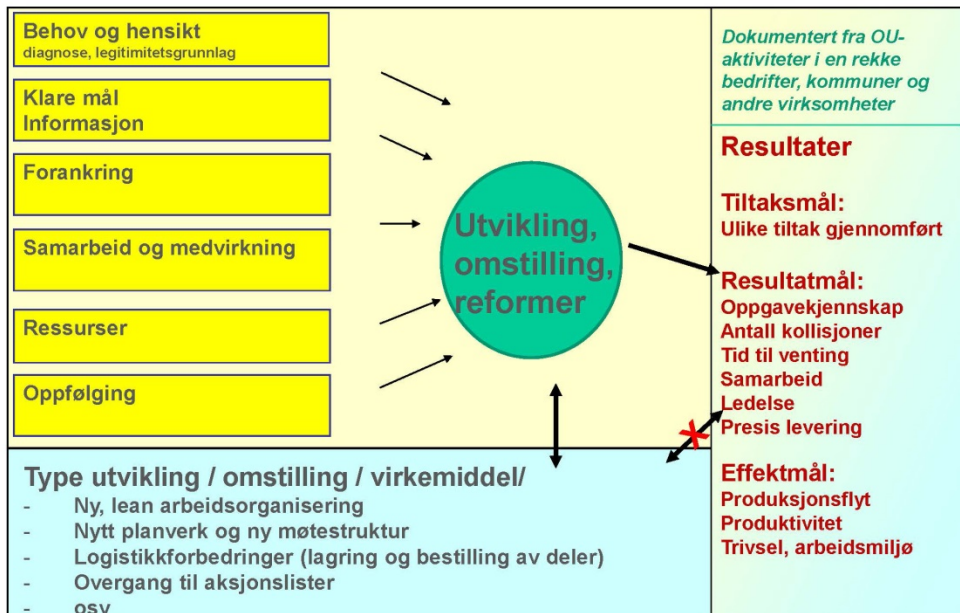 Behov og hensikt
diagnose, legitimitetsgrunnlag
Klare mål
Informasjon
Forankring
Samarbeid og medvirkning
Ressurser
Oppfølging
Utvikling,
omstilling,
reformer
Dokumentert fra OU-
aktiviteter i en rekke
bedrifter, kommuner og
andre virksomheter
Resultater
Tiltaksmål:
Ulike tiltak gjennomført
Resultatmål:
Oppgavekjennskap
Antall kollisjoner
Tid til venting
Samarbeid
Ledelse
Presis levering
Effektmål:
Produksjonsflyt
Produktivitet
Trivsel, arbeidsmiljø
Type utvikling / omstilling / virkemiddel/
- Ny, lean arbeidsorganisering
- Nytt planverk og ny møtestruktur
- Logistikkforbedringer (lagring og bestilling av deler)
- Overgang til aksjonslister
- osv